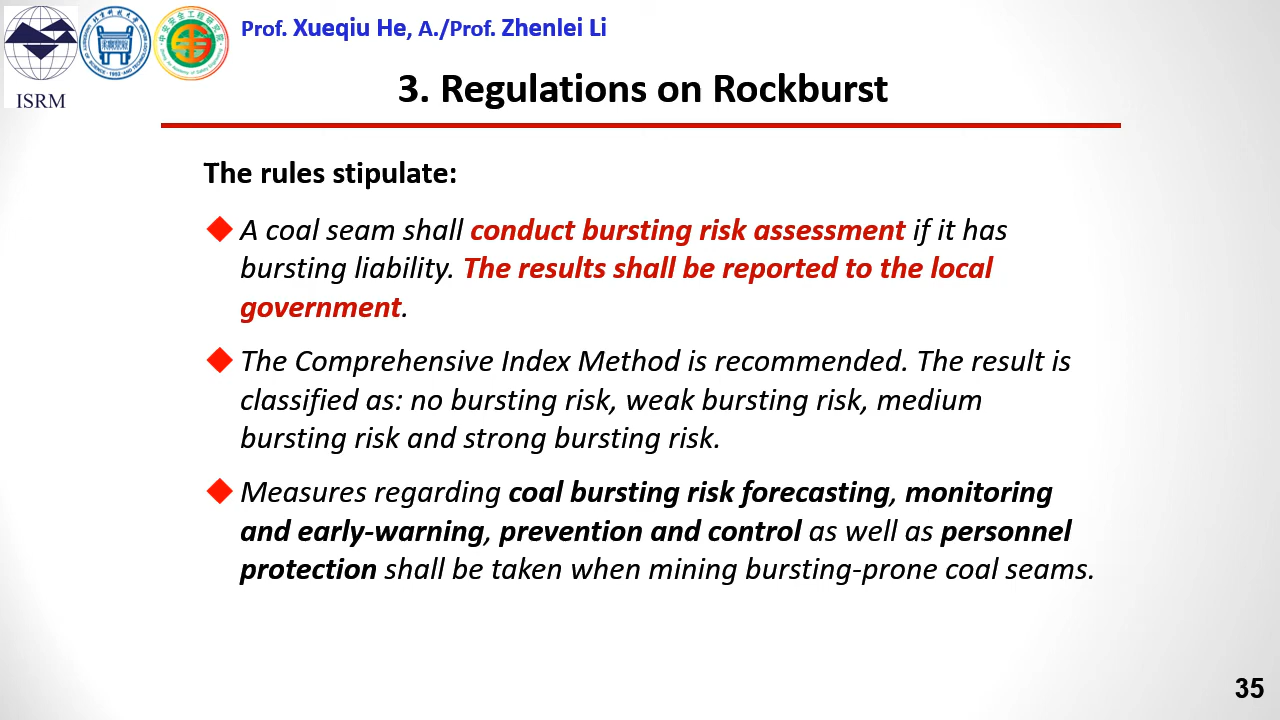 Prof. Xueqiu He, A./Prof. Zhenlei Li
ISRM
3. Regulations on Rockburst
The rules stipulate:
A coal seam shall conduct bursting risk assessment if it has
bursting liability. The results shall be reported to the local
government.
The Comprehensive Index Method is recommended. The result is
classified as: no bursting risk, weak bursting risk, medium
bursting risk and strong bursting risk.
Measures regarding coal bursting risk forecasting, monitoring
and early-warning, prevention and control as well as personnel
protection shall be taken when mining bursting-prone coal seams.
35